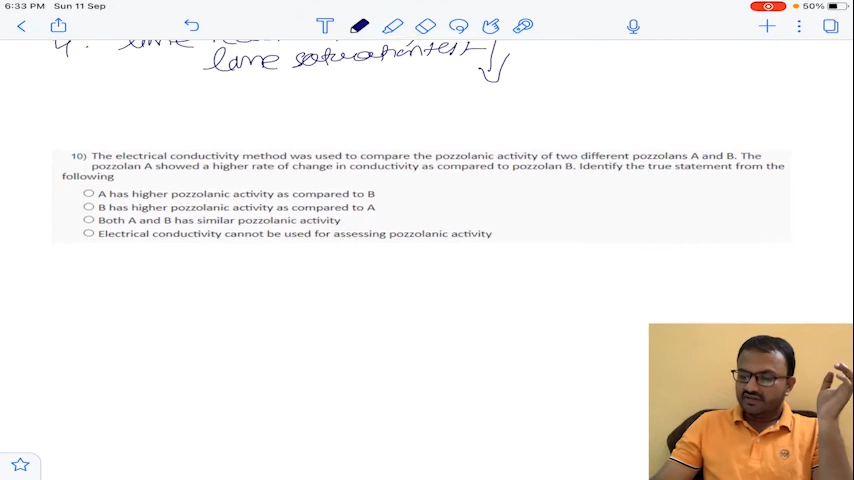 6:33 PM Sun 11 Sep
50%
4.
lime saturation test
10) The electrical conductivity method was used to compare the pozzolanic activity of two different pozzolans A and B. The
pozzolan A showed a higher rate of change in conductivity as compared to pozzolan B. Identify the true statement from the
following
A has higher pozzolanic activity as compared to B
B has higher pozzolanic activity as compared to A
Both A and B has similar pozzolanic activity
Electrical conductivity cannot be used for assessing pozzolanic activity